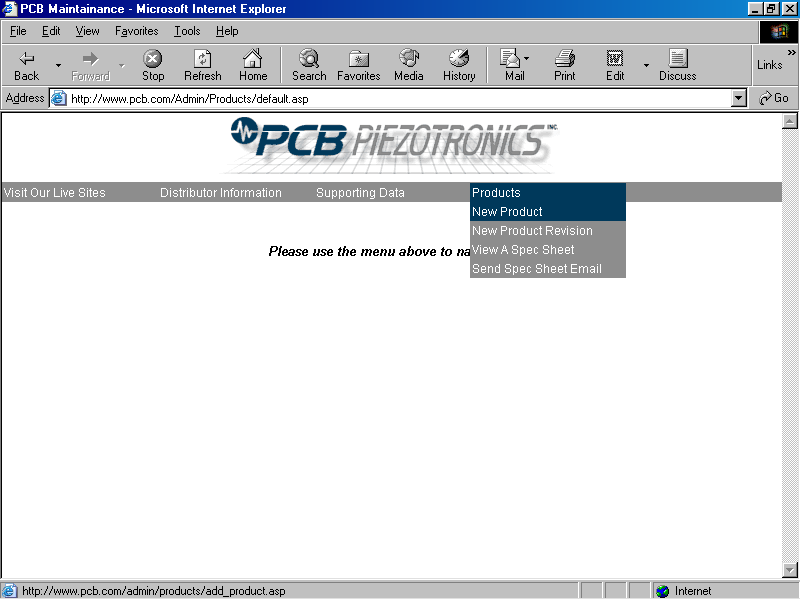 PCB Maintainance - Microsoft Internet Explorer
File Edit View Favorites Tools Help
Back Forward Stop Refresh Home Search Favorites Media History Mail Print Edit Discuss Links »
Address http://www.pcb.com/Admin/Products/default.asp Go
PCB PIEZOTRONICS INC.
Visit Our Live Sites Distributor Information Supporting Data Products
New Product
New Product Revision
Please use the menu above to na
View A Spec Sheet
Send Spec Sheet Email
http://www.pcb.com/admin/products/add_product.asp Internet